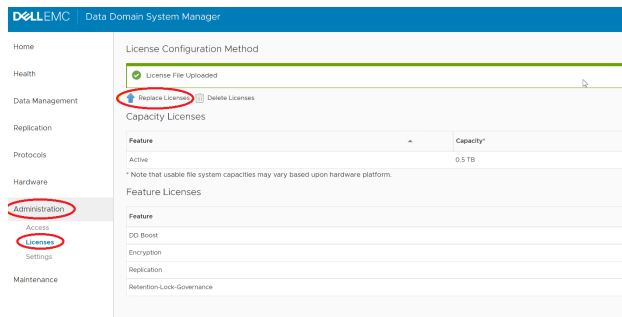 DELLEMC Data Domain System Manager
Home
Health
Data Management
Replication
Protocols
Hardware
Administration
Access
Licenses
Settings
Maintenance
License Configuration Method
License File Uploaded
Replace Licenses Delete Licenses
Capacity Licenses
Feature Capacity*
Active 0.5 TB
* Note that usable file system capacities may vary based upon hardware platform.
Feature Licenses
Feature
DD Boost
Encryption
Replication
Retention-Lock-Governance